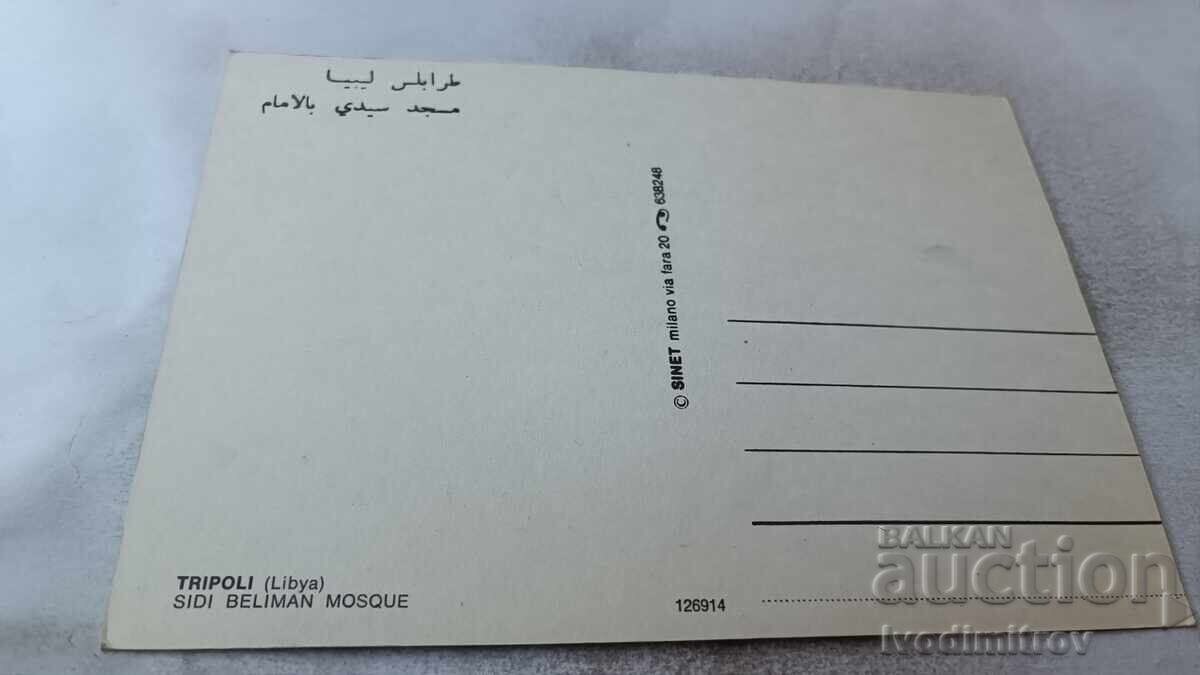 طرابلس ليبيا
مسجد سيدي بالامام
© SINET milano via fara 20 638248
TRIPOLI (Libya)
SIDI BELIMAN MOSQUE
126914
BALKAN
auction
Ivodimitrov